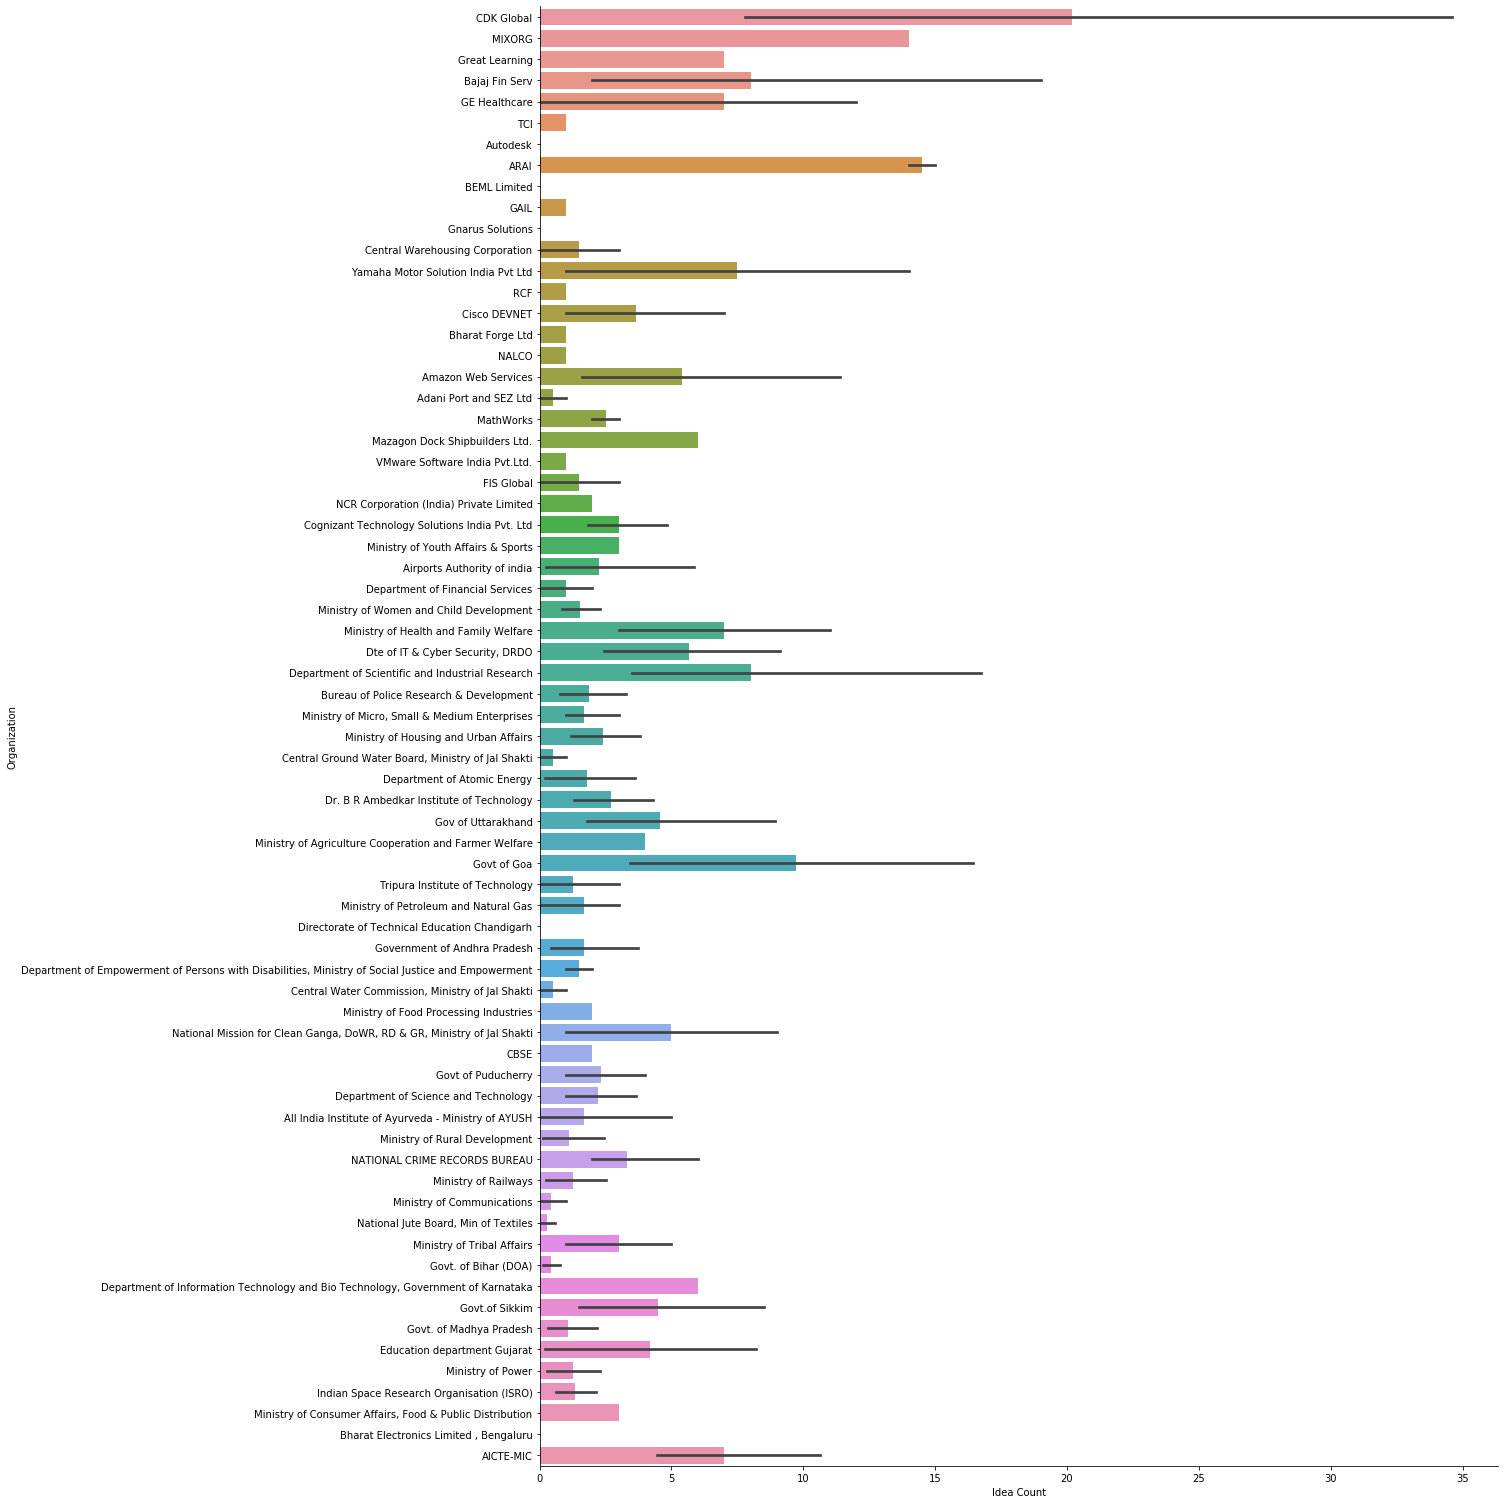 CDK Global
MIXORG
Great Learning
Bajaj Fin Serv
GE Healthcare
TCI
Autodesk
ARAI
BEML Limited
GAIL
Gnarus Solutions
Central Warehousing Corporation
Yamaha Motor Solution India Pvt Ltd
RCF
Cisco DEVNET
Bharat Forge Ltd
NALCO
Amazon Web Services
Adani Port and SEZ Ltd
MathWorks
Mazagon Dock Shipbuilders Ltd.
VMware Software India Pvt.Ltd.
FIS Global
NCR Corporation (India) Private Limited
Cognizant Technology Solutions India Pvt. Ltd
Ministry of Youth Affairs & Sports
Airports Authority of india
Department of Financial Services
Ministry of Women and Child Development
Ministry of Health and Family Welfare
Dte of IT & Cyber Security, DRDO
Department of Scientific and Industrial Research
Bureau of Police Research & Development
Ministry of Micro, Small & Medium Enterprises
Ministry of Housing and Urban Affairs
Central Ground Water Board, Ministry of Jal Shakti
Department of Atomic Energy
Dr. B R Ambedkar Institute of Technology
Gov of Uttarakhand
Ministry of Agriculture Cooperation and Farmer Welfare
Govt of Goa
Tripura Institute of Technology
Ministry of Petroleum and Natural Gas
Directorate of Technical Education Chandigarh
Government of Andhra Pradesh
Department of Empowerment of Persons with Disabilities, Ministry of Social Justice and Empowerment
Central Water Commission, Ministry of Jal Shakti
Ministry of Food Processing Industries
National Mission for Clean Ganga, DoWR, RD & GR, Ministry of Jal Shakti
CBSE
Govt of Puducherry
Department of Science and Technology
All India Institute of Ayurveda - Ministry of AYUSH
Ministry of Rural Development
NATIONAL CRIME RECORDS BUREAU
Ministry of Railways
Ministry of Communications
National Jute Board, Min of Textiles
Ministry of Tribal Affairs
Govt. of Bihar (DOA)
Department of Information Technology and Bio Technology, Government of Karnataka
Govt.of Sikkim
Govt. of Madhya Pradesh
Education department Gujarat
Ministry of Power
Indian Space Research Organisation (ISRO)
Ministry of Consumer Affairs, Food & Public Distribution
Bharat Electronics Limited , Bengaluru
AICTE-MIC
Organization
0 5 10 15 20 25 30 35
Idea Count